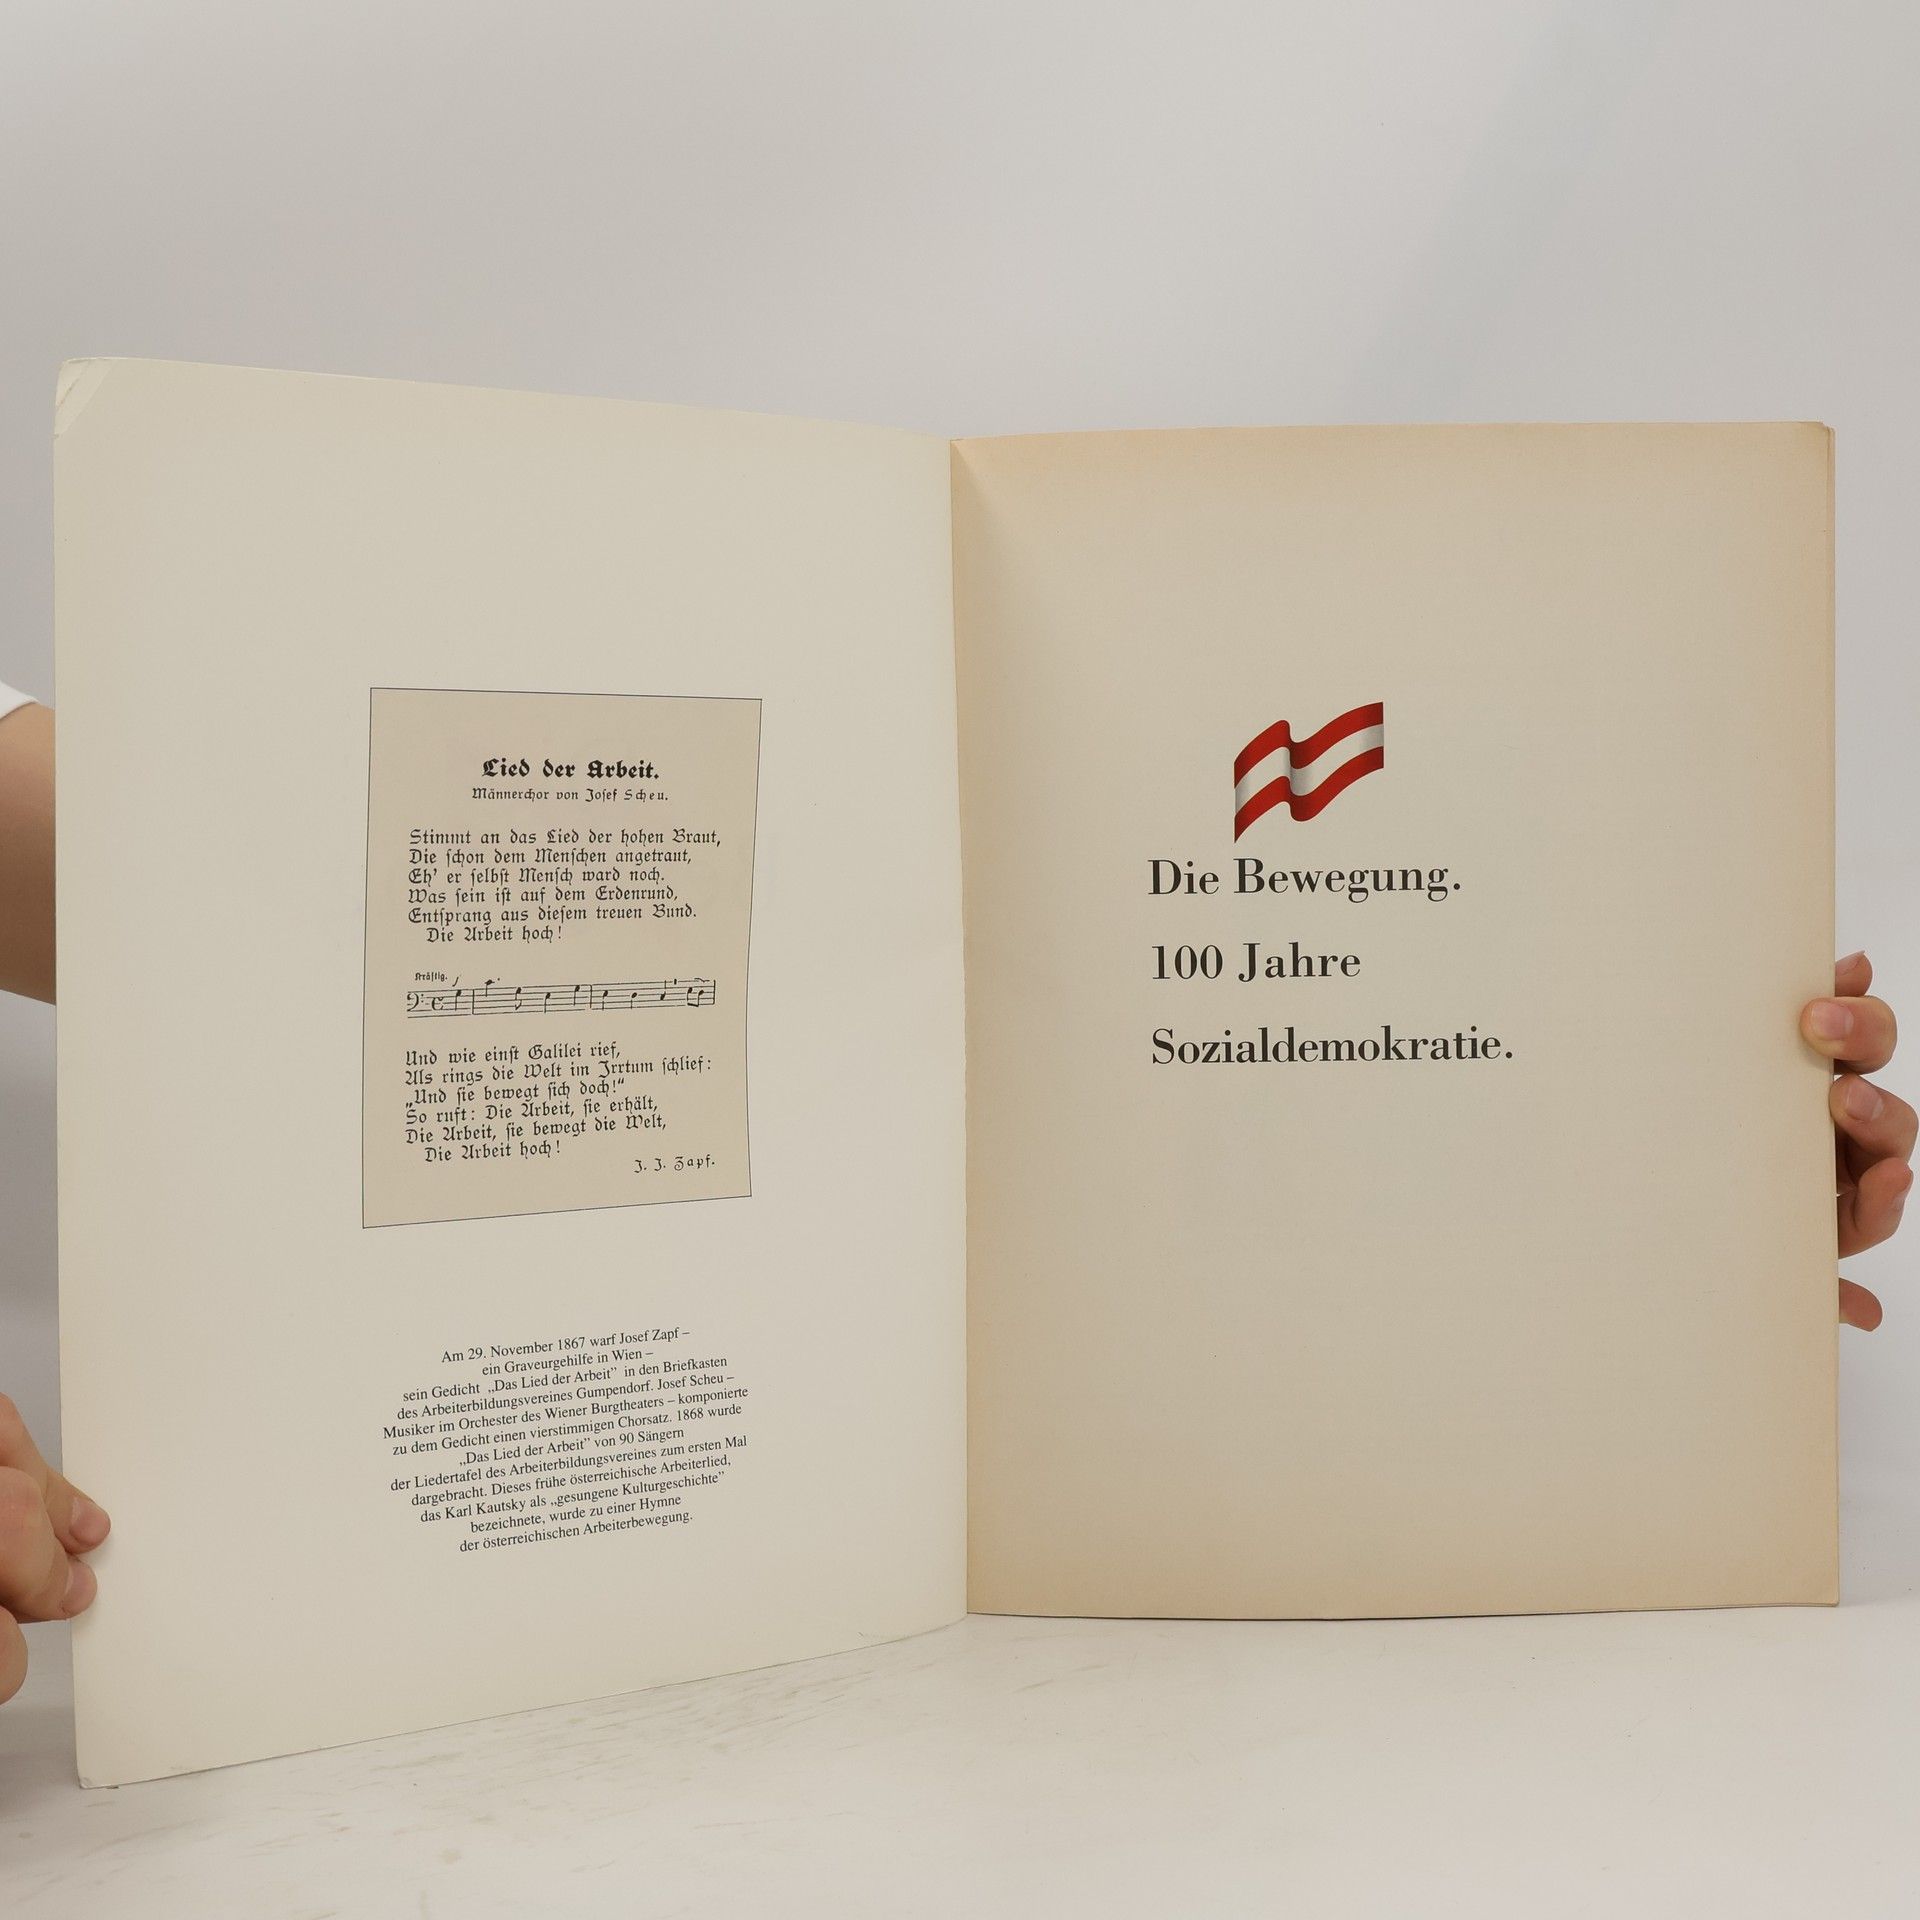 Lied der Arbeit.
Männerchor von Josef Scheu.
Stimmt an das Lied der hohen Braut,
Die schon dem Menschen angetraut,
Eh' er selbst Mensch ward noch.
Was sein ist auf dem Erdenrund,
Entsprang aus diesem treuen Bund.
Die Arbeit hoch!
Kräftig.
Und wie einst Galilei rief,
Als rings die Welt im Irrtum schlief:
„Und sie bewegt sich doch!“
So ruft: Die Arbeit, sie erhält,
Die Arbeit, sie bewegt die Welt,
Die Arbeit hoch!
J. J. Zapf.
Am 29. November 1867 warf Josef Zapf –
ein Graveurgehilfe in Wien –
sein Gedicht „Das Lied der Arbeit” in den Briefkasten
des Arbeiterbildungsvereines Gumpendorf. Josef Scheu –
Musiker im Orchester des Wiener Burgtheaters – komponierte
zu dem Gedicht einen vierstimmigen Chorsatz. 1868 wurde
„Das Lied der Arbeit” von 90 Sängern
der Liedertafel des Arbeiterbildungsvereines zum ersten Mal
dargebracht. Dieses frühe österreichische Arbeiterlied,
das Karl Kautsky als „gesungene Kulturgeschichte”
bezeichnete, wurde zu einer Hymne
der österreichischen Arbeiterbewegung.
Die Bewegung.
100 Jahre
Sozialdemokratie.